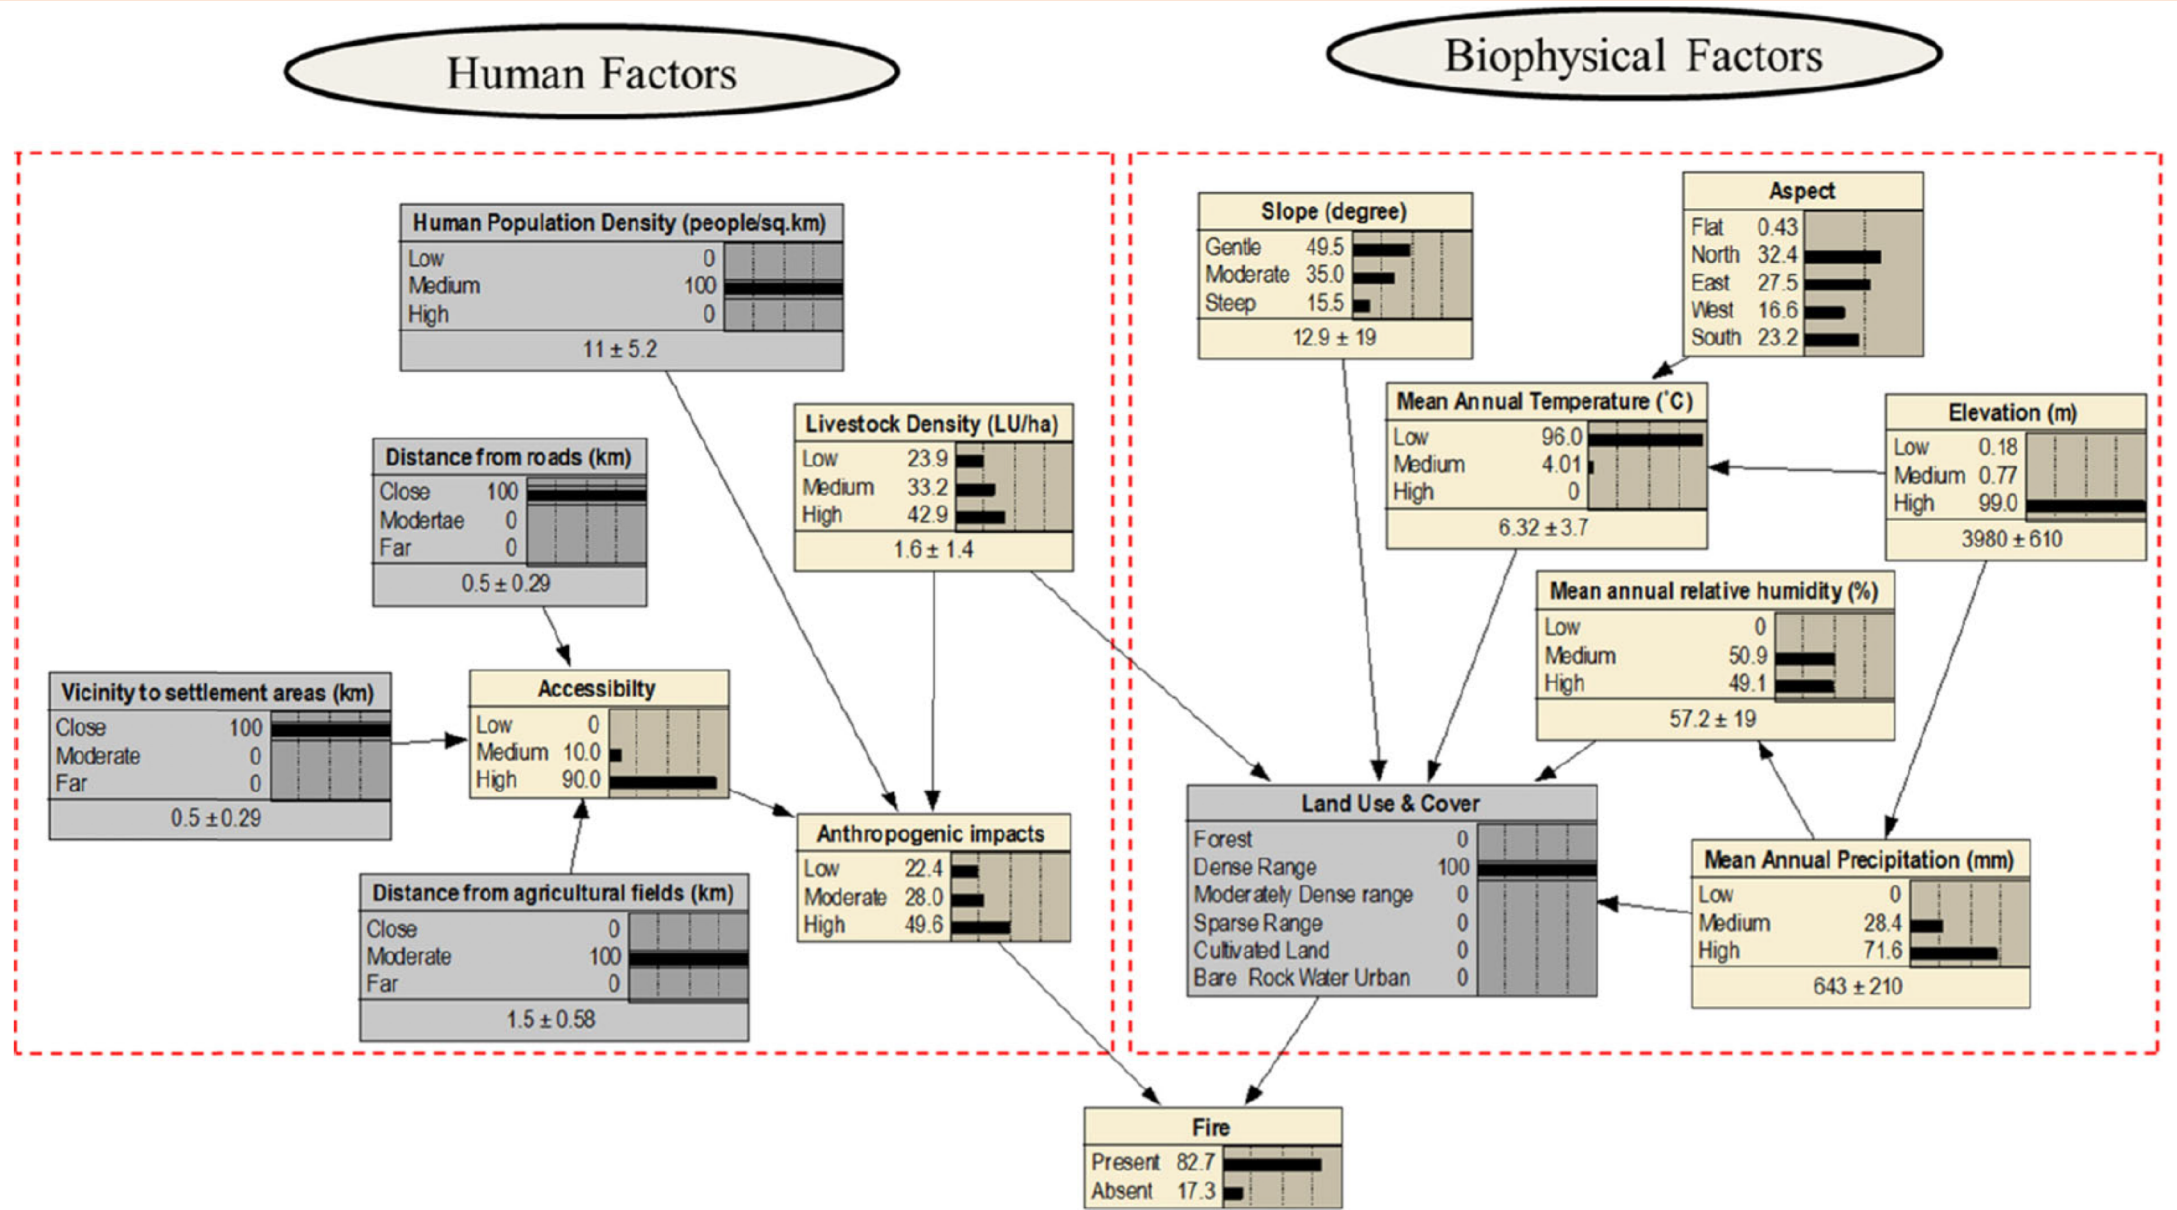 Human Factors
Biophysical Factors
Human Population Density (people/sq.km)
Low 0
Medium 100
High 0
11 ± 5.2
Distance from roads (km)
Close 100
Modertae 0
Far 0
0.5 ± 0.29
Livestock Density (LU/ha)
Low 23.9
Medium 33.2
High 42.9
1.6 ± 1.4
Vicinity to settlement areas (km)
Close 100
Moderate 0
Far 0
0.5 ± 0.29
Accessibilty
Low 0
Medium 10.0
High 90.0
Distance from agricultural fields (km)
Close 0
Moderate 100
Far 0
1.5 ± 0.58
Anthropogenic impacts
Low 22.4
Moderate 28.0
High 49.6
Slope (degree)
Gentle 49.5
Moderate 35.0
Steep 15.5
12.9 ± 19
Aspect
Flat 0.43
North 32.4
East 27.5
West 16.6
South 23.2
Mean Annual Temperature (°C)
Low 96.0
Medium 4.01
High 0
6.32 ± 3.7
Elevation (m)
Low 0.18
Medium 0.77
High 99.0
3980 ± 610
Mean annual relative humidity (%)
Low 0
Medium 50.9
High 49.1
57.2 ± 19
Land Use & Cover
Forest 0
Dense Range 100
Moderately Dense range 0
Sparse Range 0
Cultivated Land 0
Bare Rock Water Urban 0
Mean Annual Precipitation (mm)
Low 0
Medium 28.4
High 71.6
643 ± 210
Fire
Present 82.7
Absent 17.3